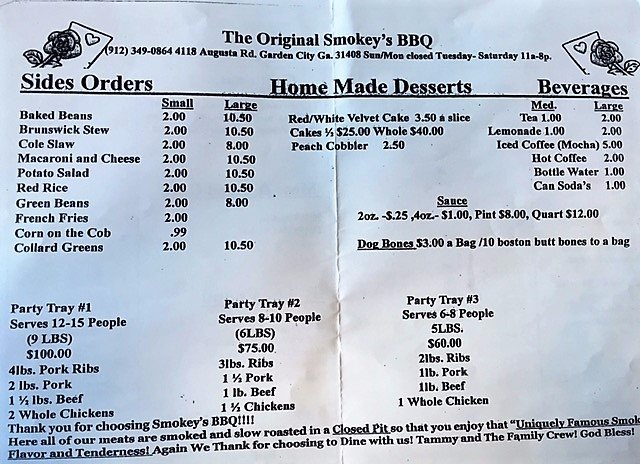 The Original Smokey's BBQ
(912) 349-0864 4118 Augusta Rd. Garden City Ga. 31408 Sun/Mon closed Tuesday- Saturday 11a-8p.
Sides Orders
Small Large
Baked Beans 2.00 10.50
Brunswick Stew 2.00 10.50
Cole Slaw 2.00 8.00
Macaroni and Cheese 2.00 10.50
Potato Salad 2.00 10.50
Red Rice 2.00 10.50
Green Beans 2.00 8.00
French Fries 2.00
Corn on the Cob .99
Collard Greens 2.00 10.50
Home Made Desserts
Red/White Velvet Cake 3.50 a slice
Cakes ½ $25.00 Whole $40.00
Peach Cobbler 2.50
Beverages
Med. Large
Tea 1.00 2.00
Lemonade 1.00 2.00
Iced Coffee (Mocha) 5.00
Hot Coffee 2.00
Bottle Water 1.00
Can Soda's 1.00
Sauce
2oz. -$.25 ,4oz.- $1.00, Pint $8.00, Quart $12.00
Dog Bones $3.00 a Bag /10 boston butt bones to a bag
Party Tray #1
Serves 12-15 People
(9 LBS)
$100.00
4lbs. Pork Ribs
2 lbs. Pork
1 ½ lbs. Beef
2 Whole Chickens
Party Tray #2
Serves 8-10 People
(6LBS)
$75.00
3lbs. Ribs
1 ½ Pork
1 lb. Beef
1 ½ Chickens
Party Tray #3
Serves 6-8 People
5LBS.
$60.00
2lbs. Ribs
1lb. Pork
1lb. Beef
1 Whole Chicken
Thank you for choosing Smokey's BBQ!!!!
Here all of our meats are smoked and slow roasted in a Closed Pit so that you enjoy that "Uniquely Famous Smok
Flavor and Tenderness! Again We Thank for choosing to Dine with us! Tammy and The Family Crew! God Bless!